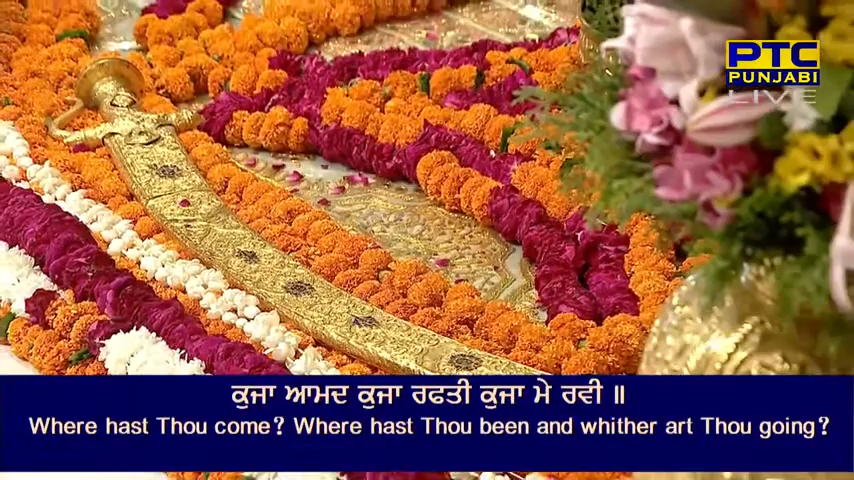 PTC
PUNJABI
LIVE
ਕੁਜਾ ਆਮਦ ਕੁਜਾ ਰਫਤੀ ਕੁਜਾ ਮੇ ਰਵੀ ॥
Where hast Thou come? Where hast Thou been and whither art Thou going?